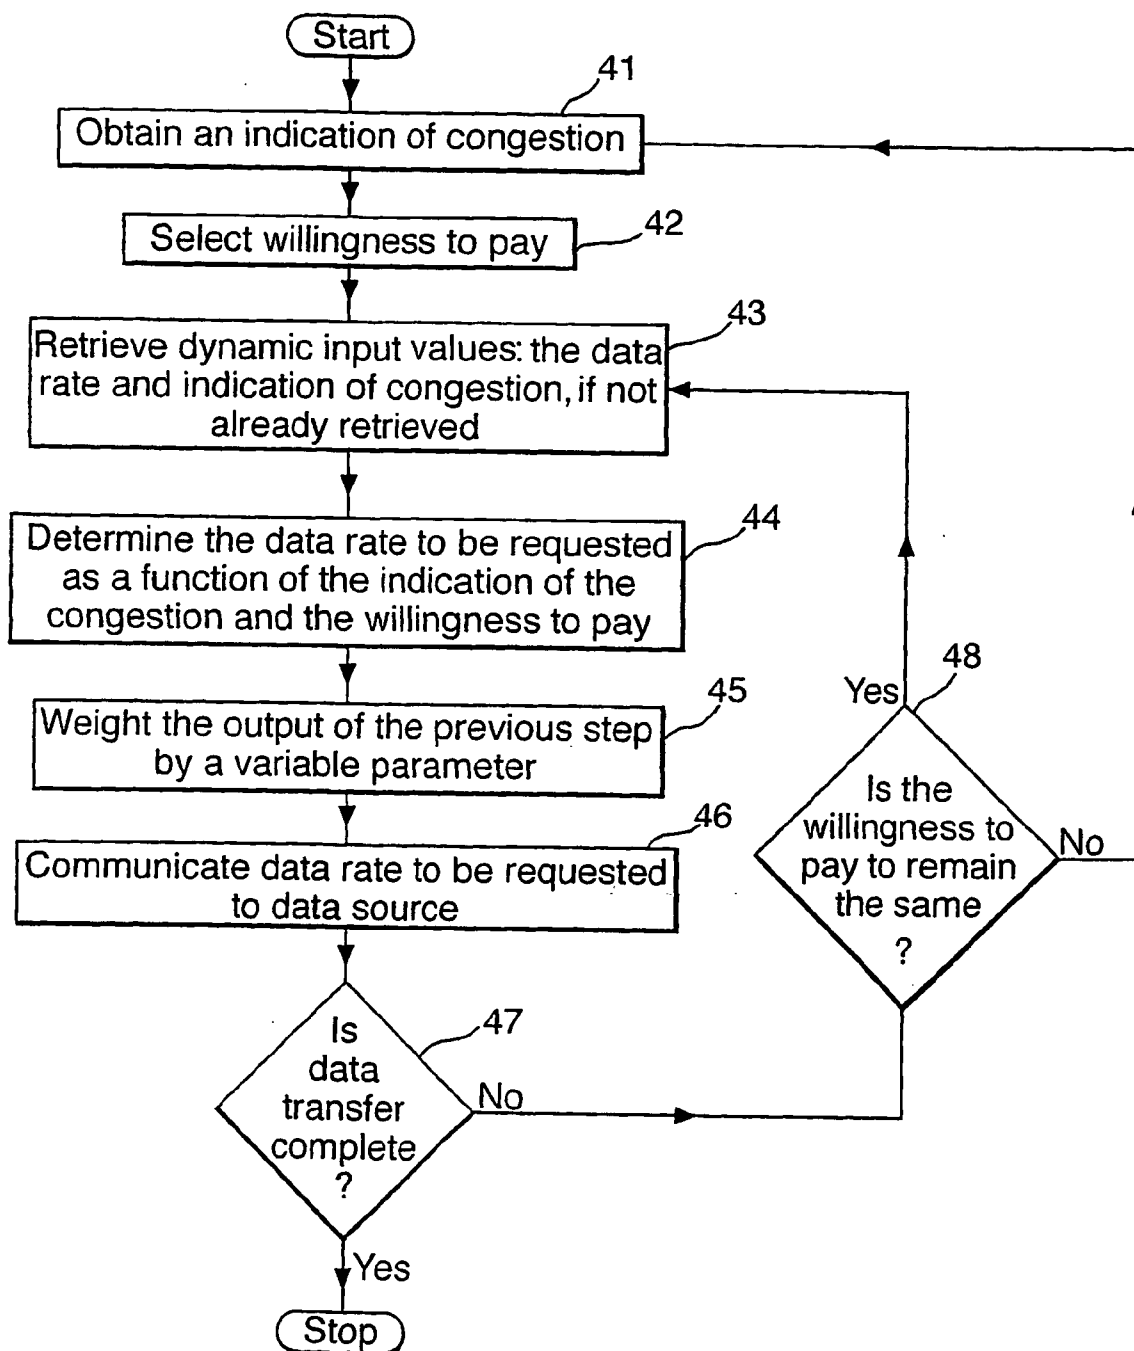 Start
41
Obtain an indication of congestion
42
Select willingness to pay
43
Retrieve dynamic input values: the data
rate and indication of congestion, if not
already retrieved
44
Determine the data rate to be requested
as a function of the indication of the
congestion and the willingness to pay
45
Weight the output of the previous step
by a variable parameter
46
Communicate data rate to be requested
to data source
47
Is
data
transfer
complete
?
No
Yes
Stop
48
Yes
Is the
willingness to
pay to remain
the same
?
No